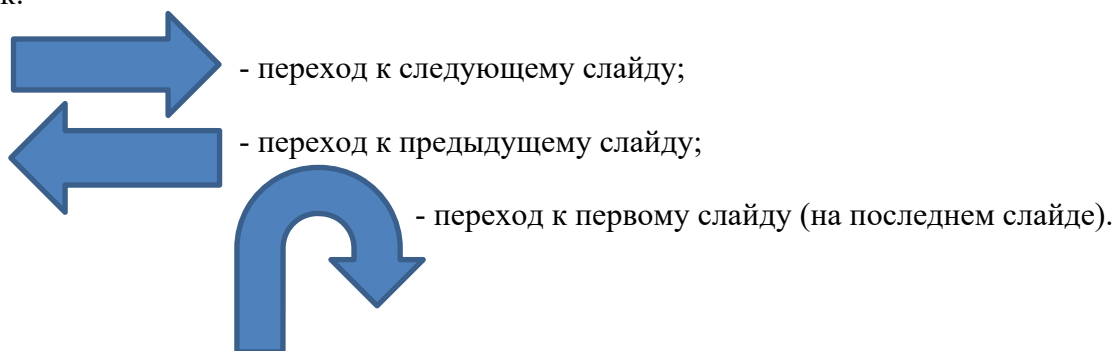 к.
- переход к следующему слайду;
- переход к предыдущему слайду;
- переход к первому слайду (на последнем слайде).